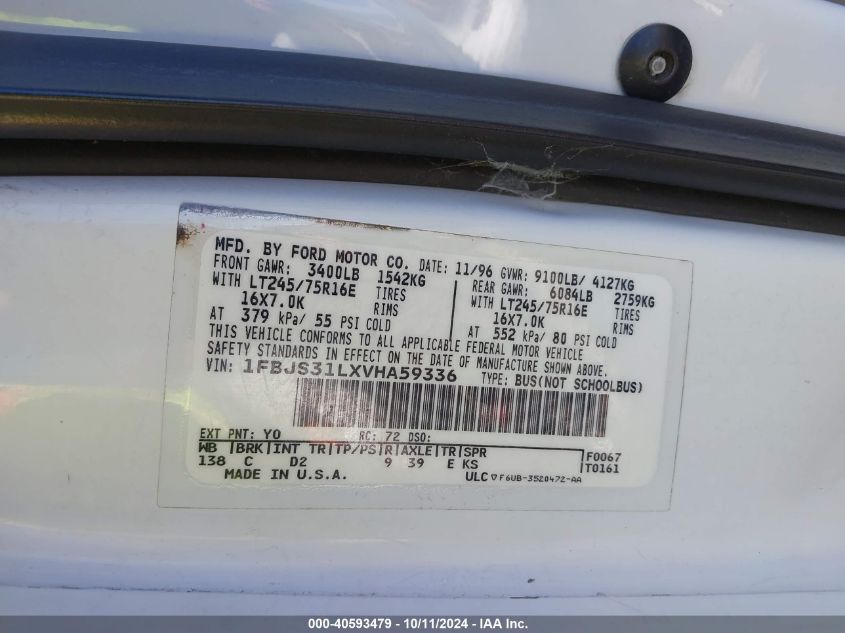 MFD. BY FORD MOTOR CO. DATE: 11/96 GVWR: 9100LB/ 4127KG
FRONT GAWR: 3400LB 1542KG REAR GAWR: 6084LB 2759KG
WITH LT245/75R16E TIRES WITH LT245/75R16E TIRES
16X7.0K RIMS 16X7.0K RIMS
AT 379 kPa/ 55 PSI COLD AT 552 kPa/ 80 PSI COLD
THIS VEHICLE CONFORMS TO ALL APPLICABLE FEDERAL MOTOR VEHICLE
SAFETY STANDARDS IN EFFECT ON THE DATE OF MANUFACTURE SHOWN ABOVE.
VIN: 1FBJS31LXVHA59336 TYPE: BUS(NOT SCHOOLBUS)
EXT PNT: YO RC: 72 DSO:
WB BRK INT TR TP/PS R AXLE TR SPR F0067
138 C D2 9 39 E KS T0161
MADE IN U.S.A. ULC F6UB-3520472-AA
000-40593479 - 10/11/2024 - IAA Inc.